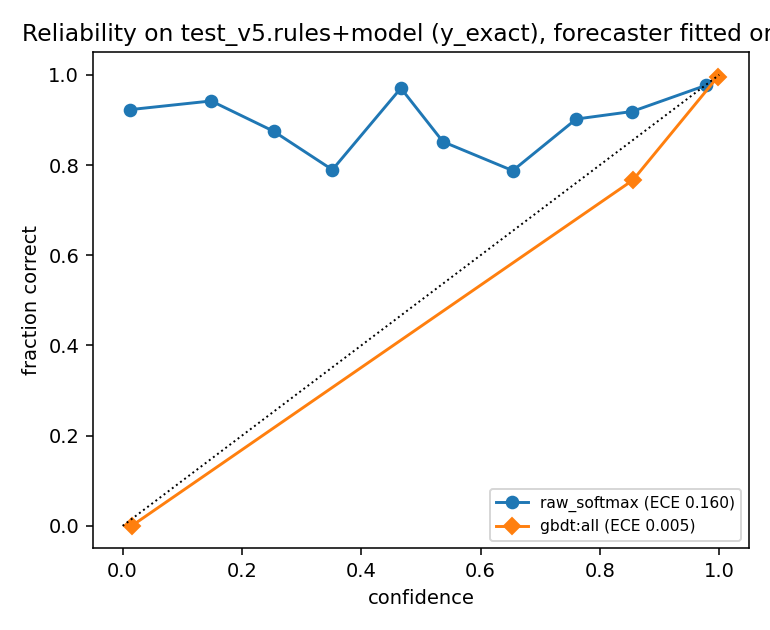 Reliability on test_v5.rules+model (y_exact), forecaster fitted
1.0
0.8
0.6
0.4
0.2
0.0
fraction correct
raw_softmax (ECE 0.160)
gbdt:all (ECE 0.005)
0.0 0.2 0.4 0.6 0.8 1.0
confidence